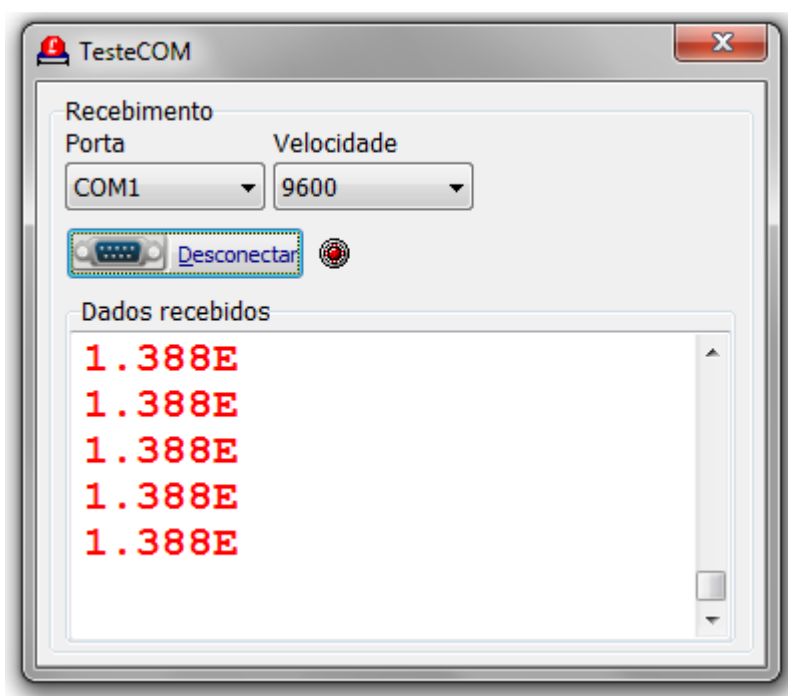 TesteCOM
Recebimento
Porta Velocidade
COM1 9600
Desconectar
Dados recebidos
1.388E
1.388E
1.388E
1.388E
1.388E